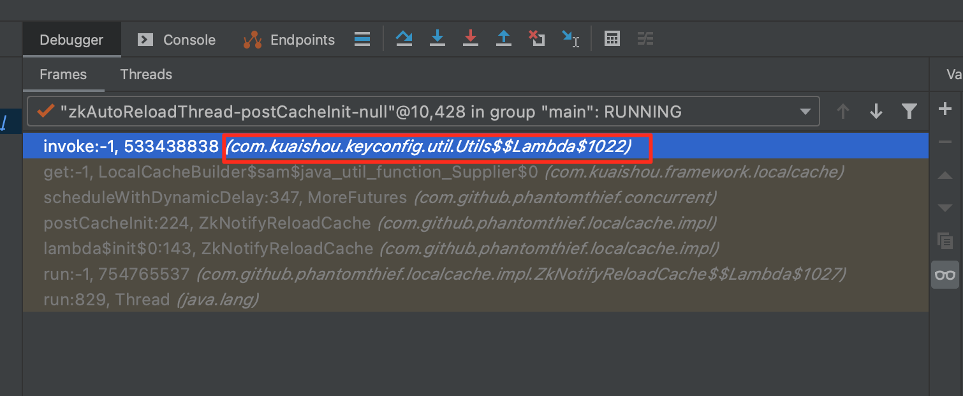 Debugger Console Endpoints
Frames Threads Va
"zkAutoReloadThread-postCacheInit-null"@10,428 in group "main": RUNNING
invoke:-1, 533438838 (com.kuaishou.keyconfig.util.Utils$$Lambda$1022)
get:-1, LocalCacheBuilder$sam$java_util_function_Supplier$0 (com.kuaishou.framework.localcache)
scheduleWithDynamicDelay:347, MoreFutures (com.github.phantomthief.concurrent)
postCacheInit:224, ZkNotifyReloadCache (com.github.phantomthief.localcache.impl)
lambda$init$0:143, ZkNotifyReloadCache (com.github.phantomthief.localcache.impl)
run:-1, 754765537 (com.github.phantomthief.localcache.impl.ZkNotifyReloadCache$$Lambda$1027)
run:829, Thread (java.lang)